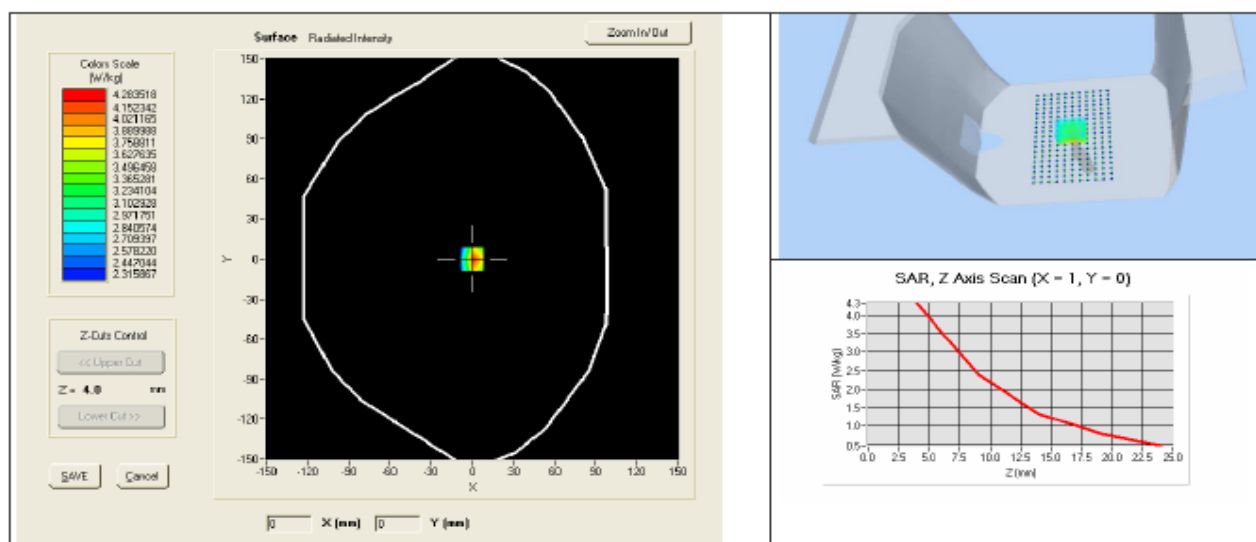 Surface Radiated Intensity
Zoom In/Out
Colors Scale
(W/kg)
4.283518
4.152342
4.021165
3.889988
3.758811
3.627635
3.496458
3.365281
3.234104
3.102928
2.971751
2.840574
2.709397
2.578220
2.447044
2.315867
Z-Cuts Control
<< Upper Cut
Z = 4.0 mm
Lower Cut >>
SAVE
Cancel
150
120
90
60
30
0
-30
-60
-90
-120
-150
Y
-150 -120 -90 -60 -30 0 30 60 90 120 150
X
0 X (mm) 0 Y (mm)
SAR, Z Axis Scan (X = 1, Y = 0)
4.3
4.0
3.5
3.0
2.5
2.0
1.5
1.0
0.5
SAR (W/kg)
0.0 2.5 5.0 7.5 10.0 12.5 15.0 17.5 20.0 22.5 25.0
Z (mm)